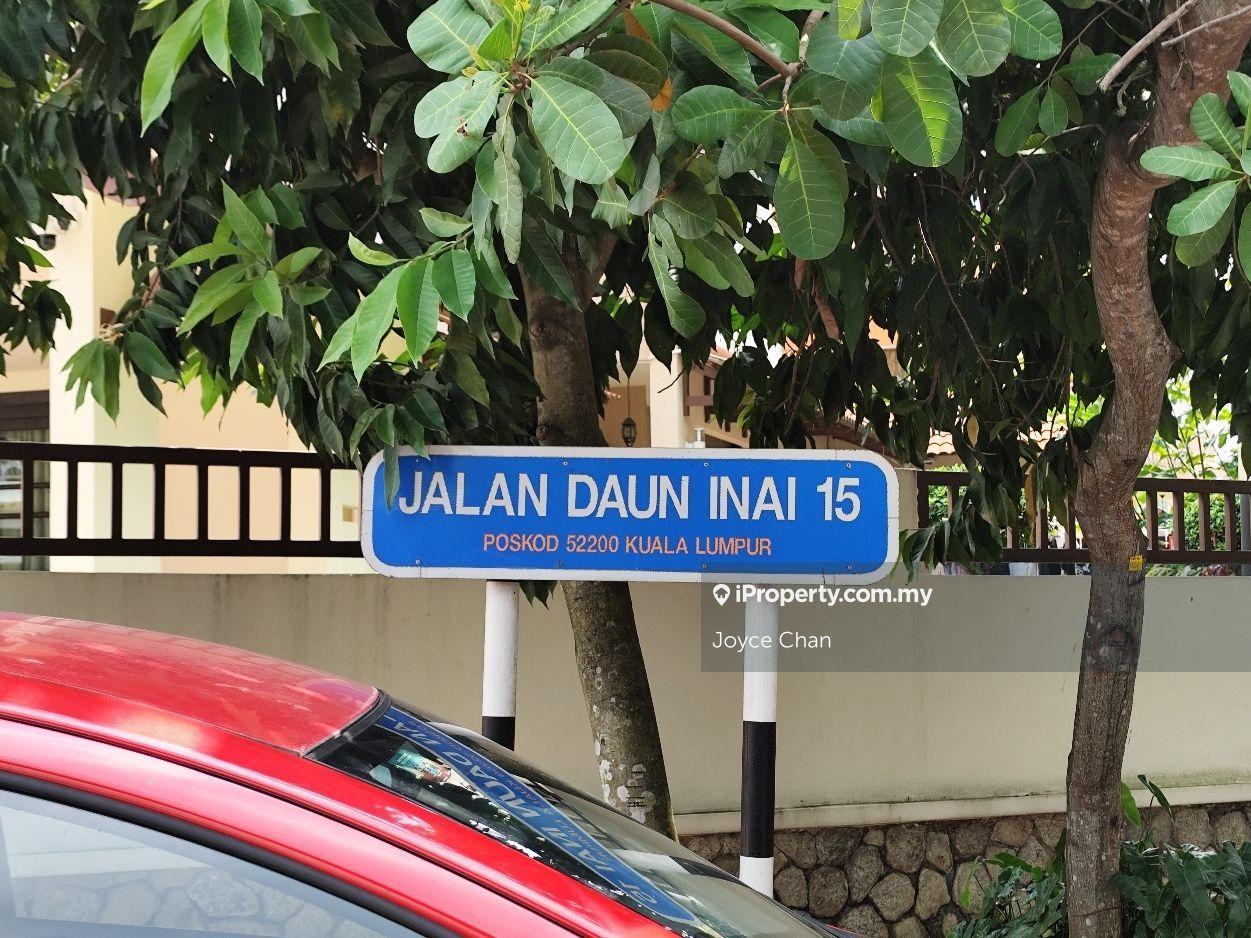 JALAN DAUN INAI 15
POSKOD 52200 KUALA LUMPUR
iProperty.com.my
Joyce Chan